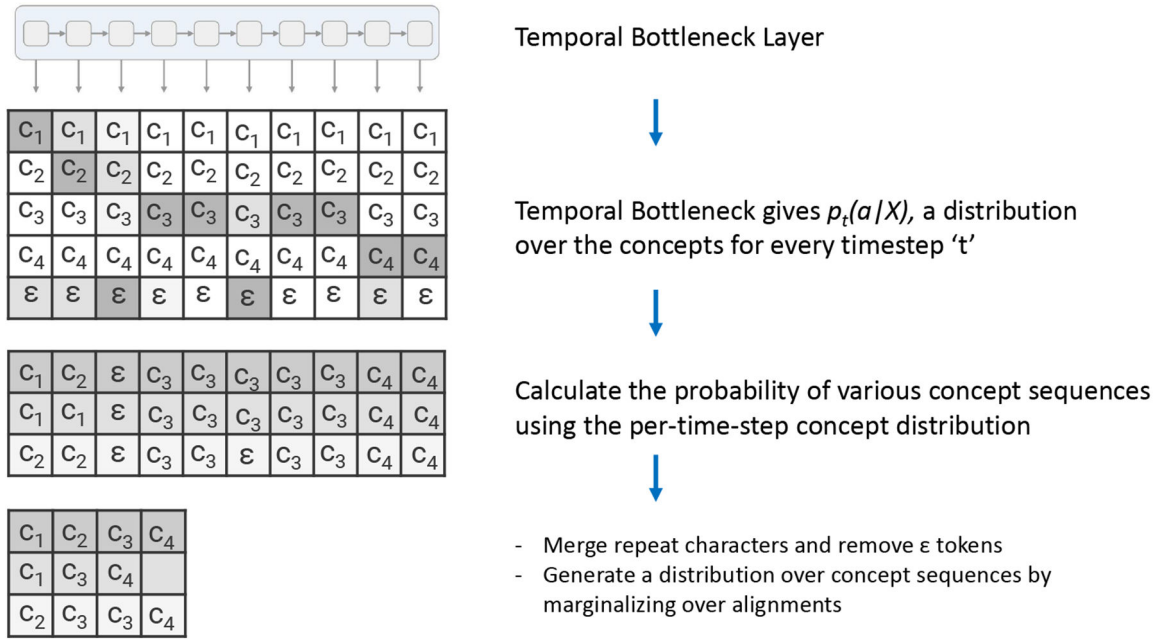 Temporal Bottleneck Layer
c1 c1 c1 c1 c1 c1 c1 c1 c1 c1
c2 c2 c2 c2 c2 c2 c2 c2 c2 c2
c3 c3 c3 c3 c3 c3 c3 c3 c3 c3
c4 c4 c4 c4 c4 c4 c4 c4 c4 c4
ε ε ε ε ε ε ε ε ε ε
Temporal Bottleneck gives pt(a|X), a distribution
over the concepts for every timestep ‘t’
c1 c2 ε c3 c3 c3 c3 c3 c4 c4
c1 c1 ε c3 c3 c3 c3 c3 c4 c4
c2 c2 ε c3 c3 ε c3 c3 c4 c4
Calculate the probability of various concept sequences
using the per-time-step concept distribution
c1 c2 c3 c4
c1 c3 c4
c2 c3 c3 c4
- Merge repeat characters and remove ε tokens
- Generate a distribution over concept sequences by
marginalizing over alignments